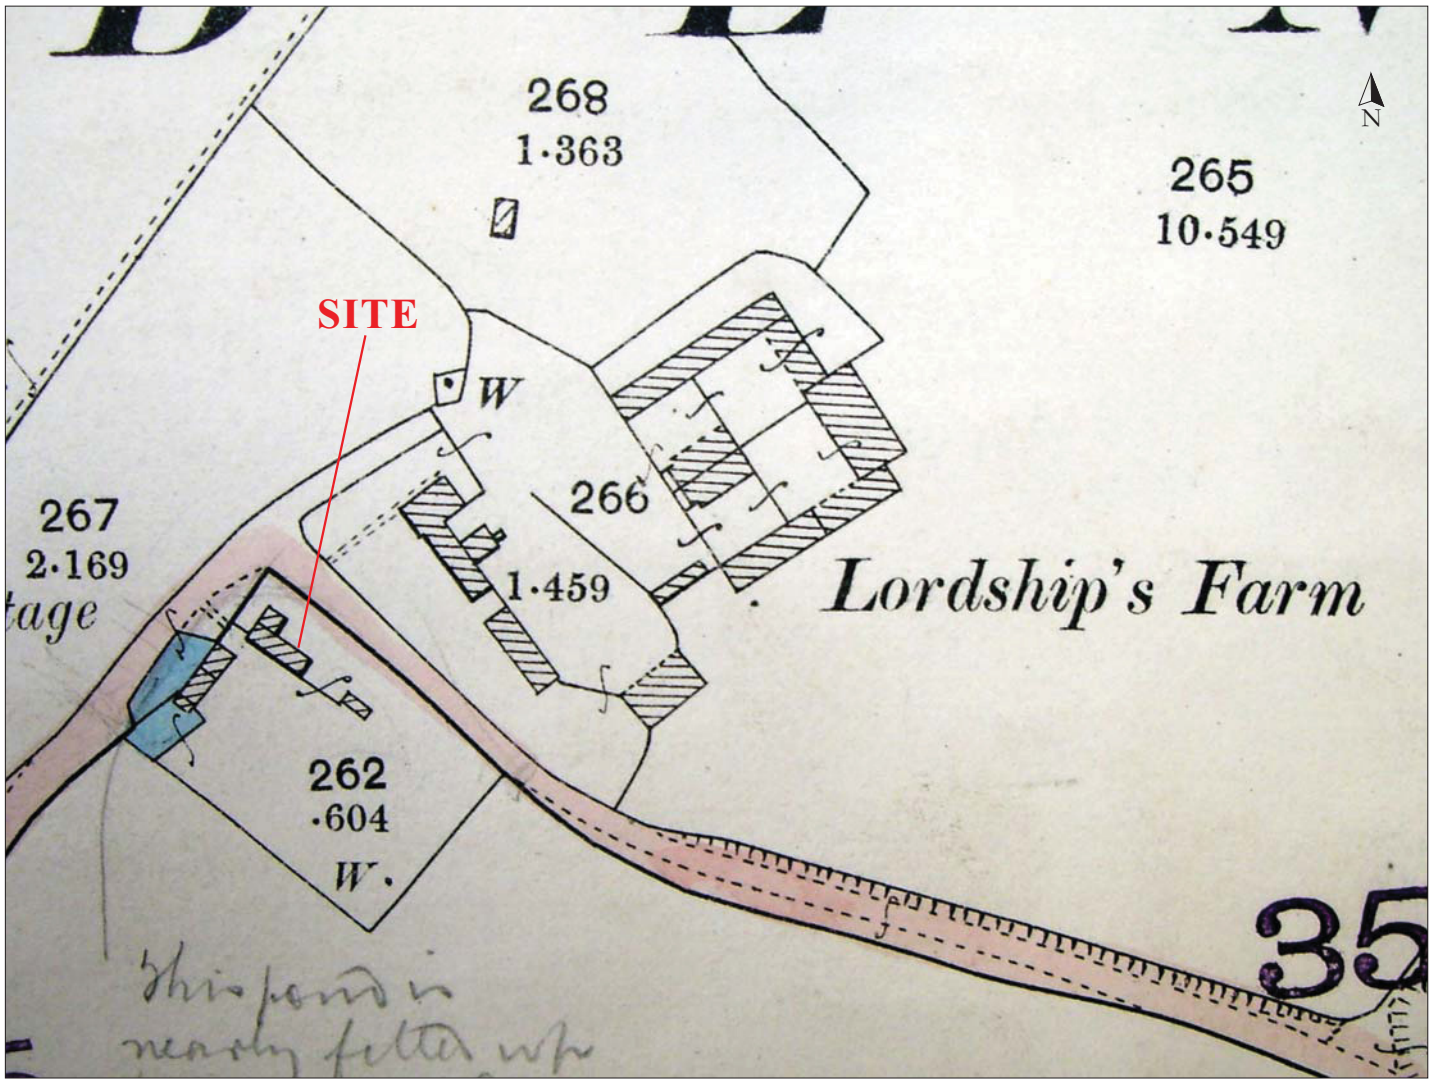 D E N
268
1·363
N
265
10·549
SITE
W
267
2·169
tage
266
1·459
Lordship's Farm
262
·604
W.
35
This pond is
nearly filled up